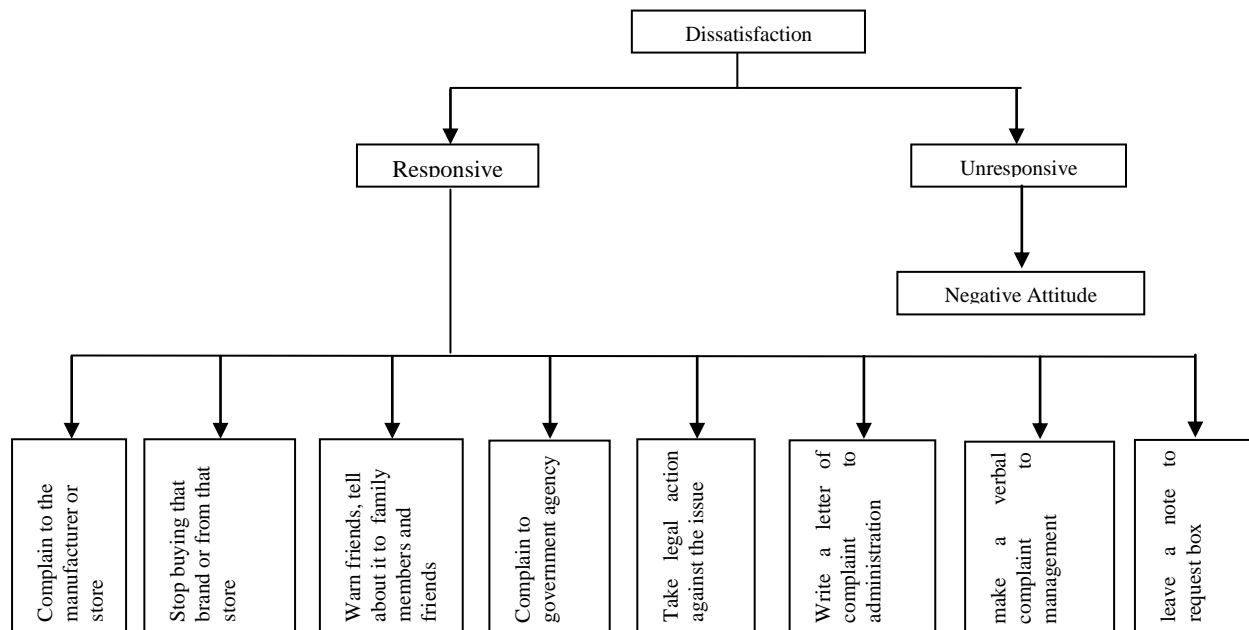 Dissatisfaction
Responsive
Unresponsive
Negative Attitude
Complain to the
manufacturer or
store
Stop buying that
brand or from that
store
Warn friends, tell
about it to family
members and
friends
Complain to
government agency
Take legal action
against the issue
Write a letter of
complaint to
administration
make a verbal
complaint to
management
leave a note to
request box